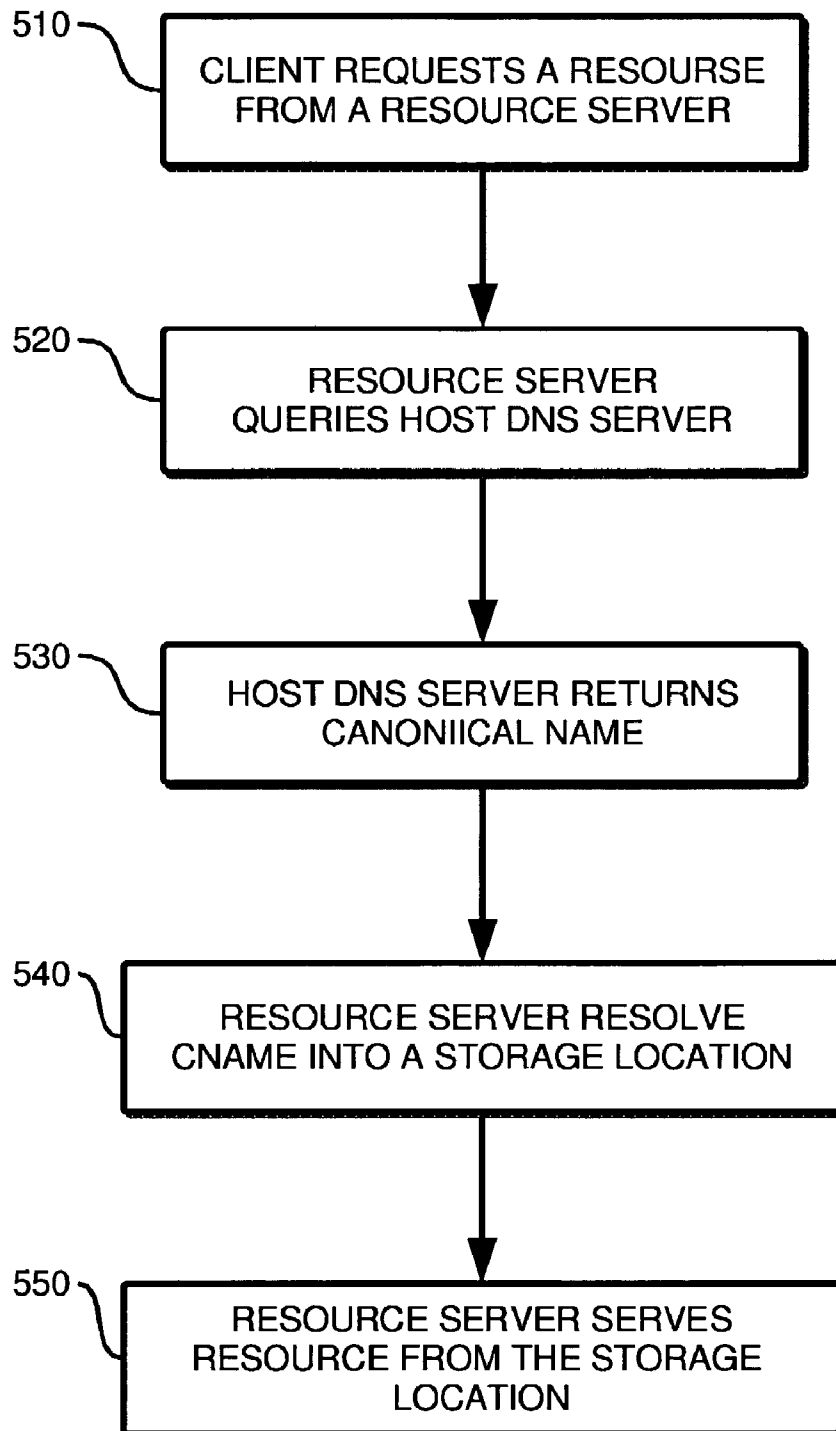 510
CLIENT REQUESTS A RESOURSE
FROM A RESOURCE SERVER
520
RESOURCE SERVER
QUERIES HOST DNS SERVER
530
HOST DNS SERVER RETURNS
CANONIICAL NAME
540
RESOURCE SERVER RESOLVE
CNAME INTO A STORAGE LOCATION
550
RESOURCE SERVER SERVES
RESOURCE FROM THE STORAGE
LOCATION